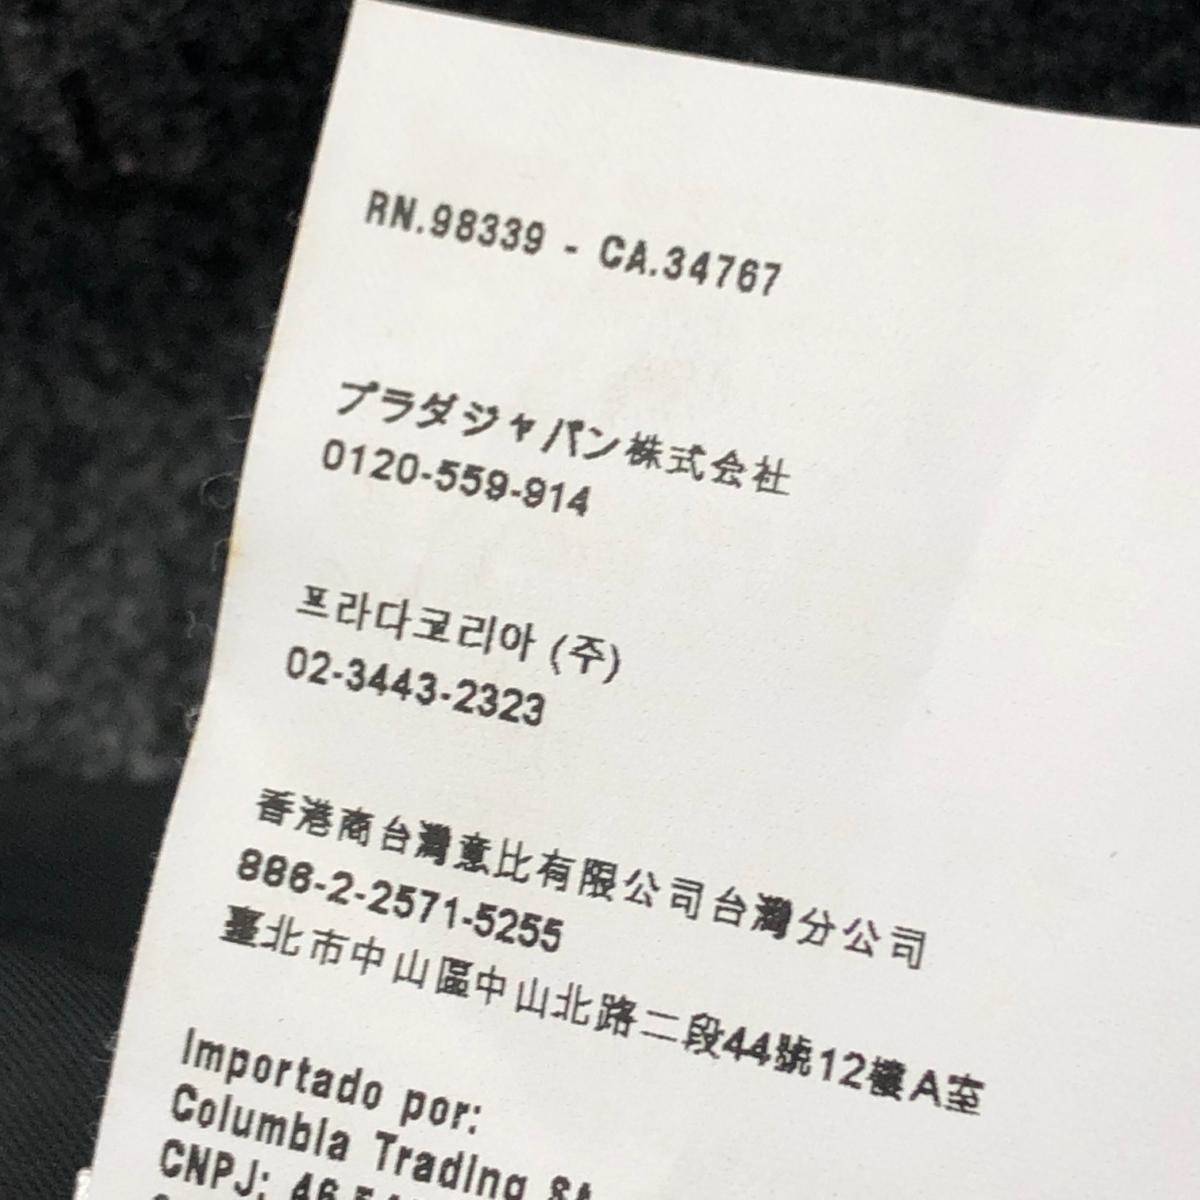 RN.98339 - CA.34767
プラダジャパン株式会社
0120-559-914
프라다코리아 (주)
02-3443-2323
香港商台灣意比有限公司台灣分公司
886-2-2571-5255
臺北市中山區中山北路二段44號12樓A室
Importado por:
Columbia Trading SA
CNPJ: 46.5